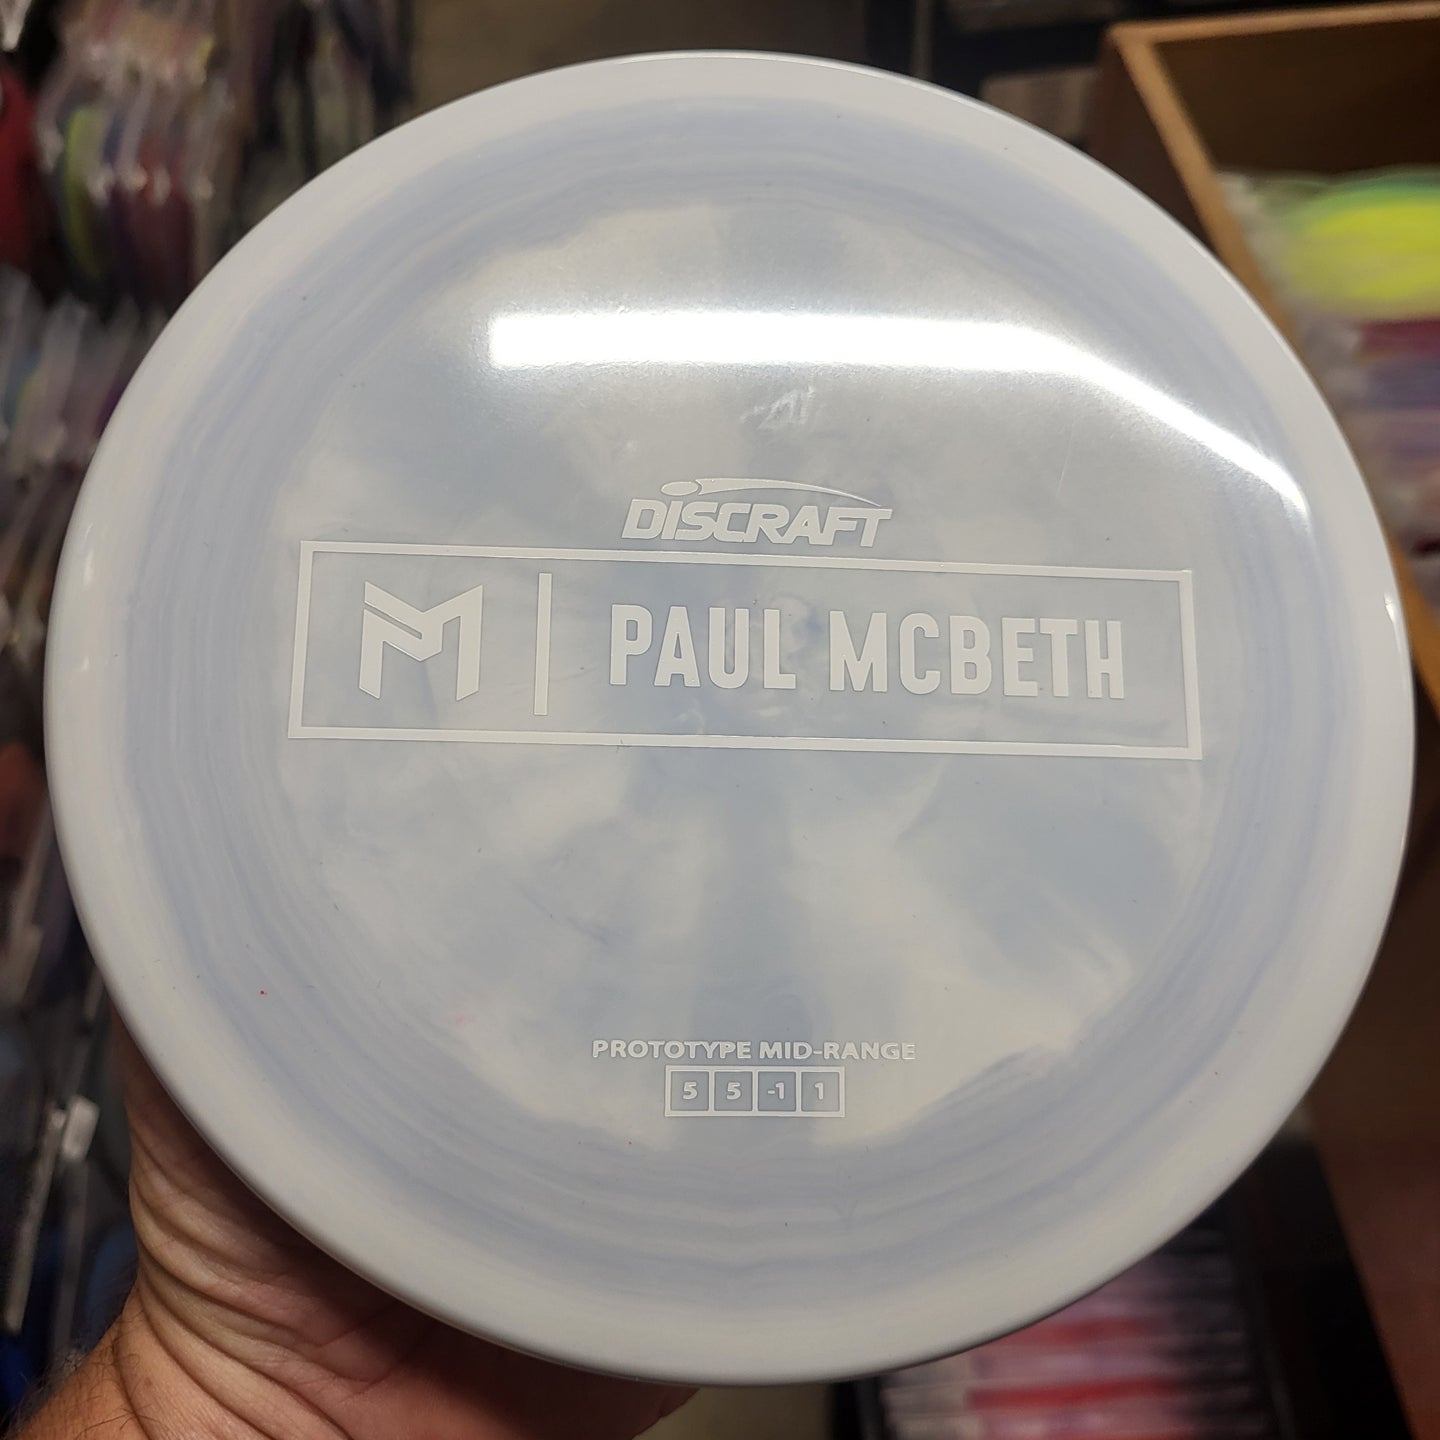 DISCRAFT
M | PAUL MCBETH
PROTOTYPE MID-RANGE
5 5 -1 1